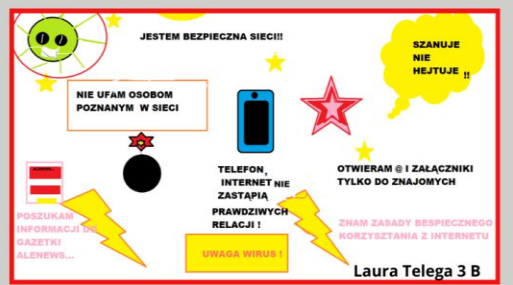 JESTEM BEZPIECZNA SIECI!!
SZANUJE
NIE
HEJTUJE !!
NIE UFAM OSOBOM
POZNANYM W SIECI
TELEFON,
INTERNET NIE
ZASTĄPIĄ
PRAWDZIWYCH
RELACJI !
OTWIERAM @ I ZAŁĄCZNIKI
TYLKO DO ZNAJOMYCH
POSZUKAM
INFORMACJI DO
GAZETKI
ALENEWS...
UWAGA WIRUS !
ZNAM ZASADY BESPIECZNEGO
KORZYSTANIA Z INTERNETU
Laura Telega 3 B